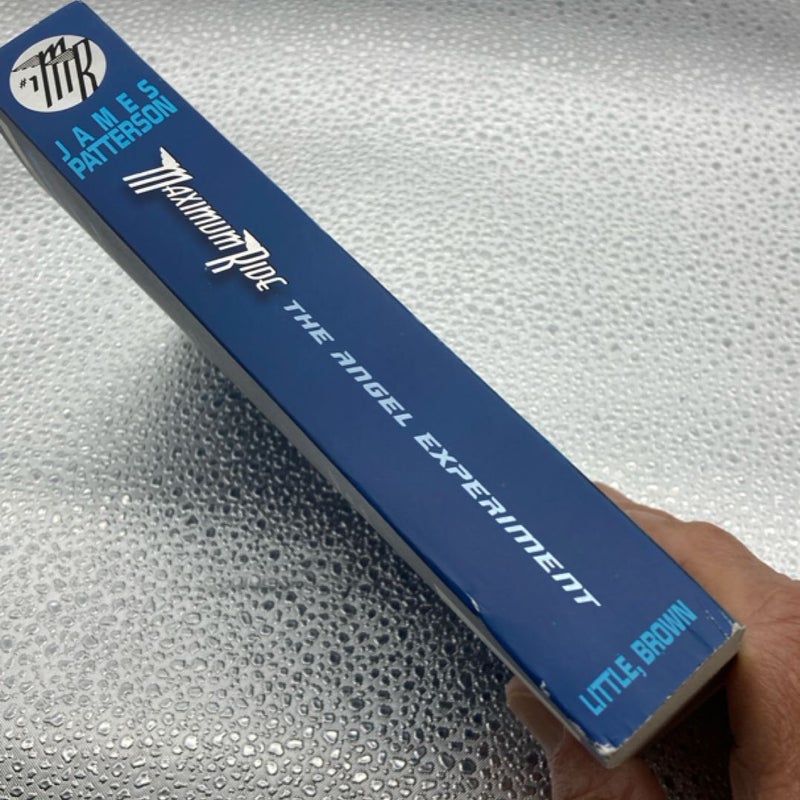 #1 MR
JAMES
PATTERSON
MAXIMUM RIDE
THE ANGEL EXPERIMENT
LITTLE, BROWN